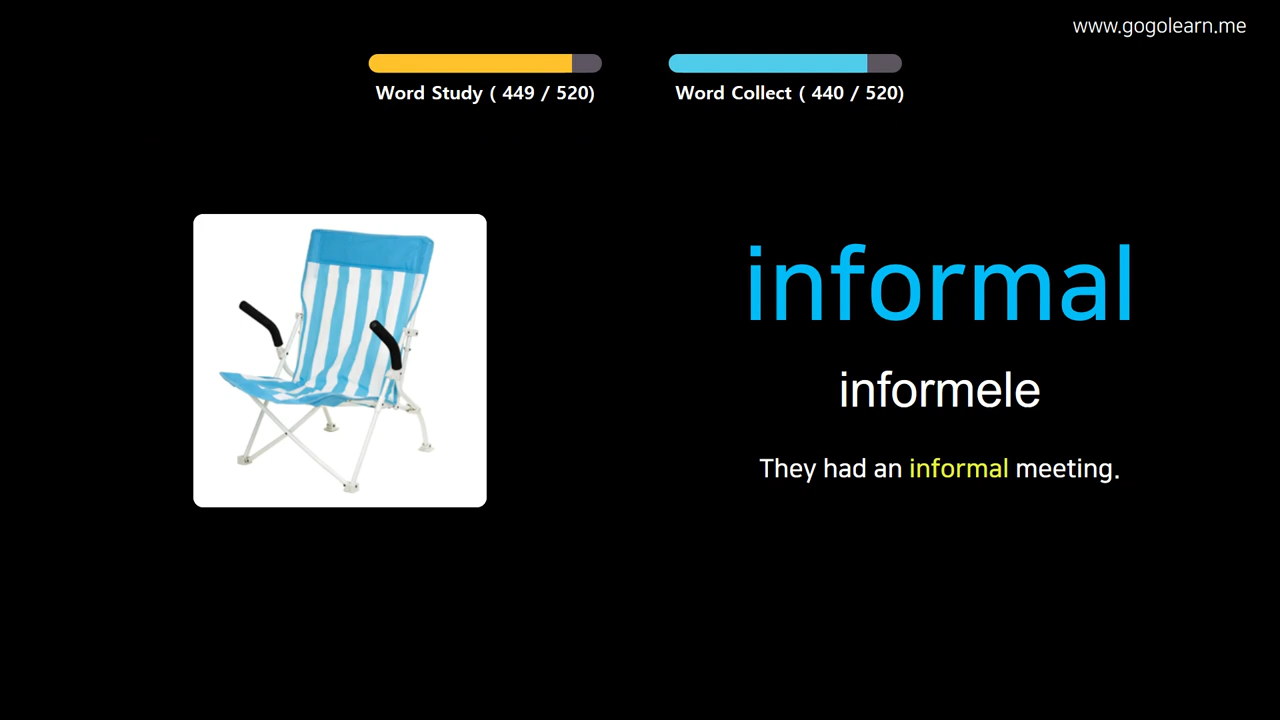 www.gogolearn.me
Word Study ( 449 / 520)
Word Collect ( 440 / 520)
informal
informele
They had an informal meeting.